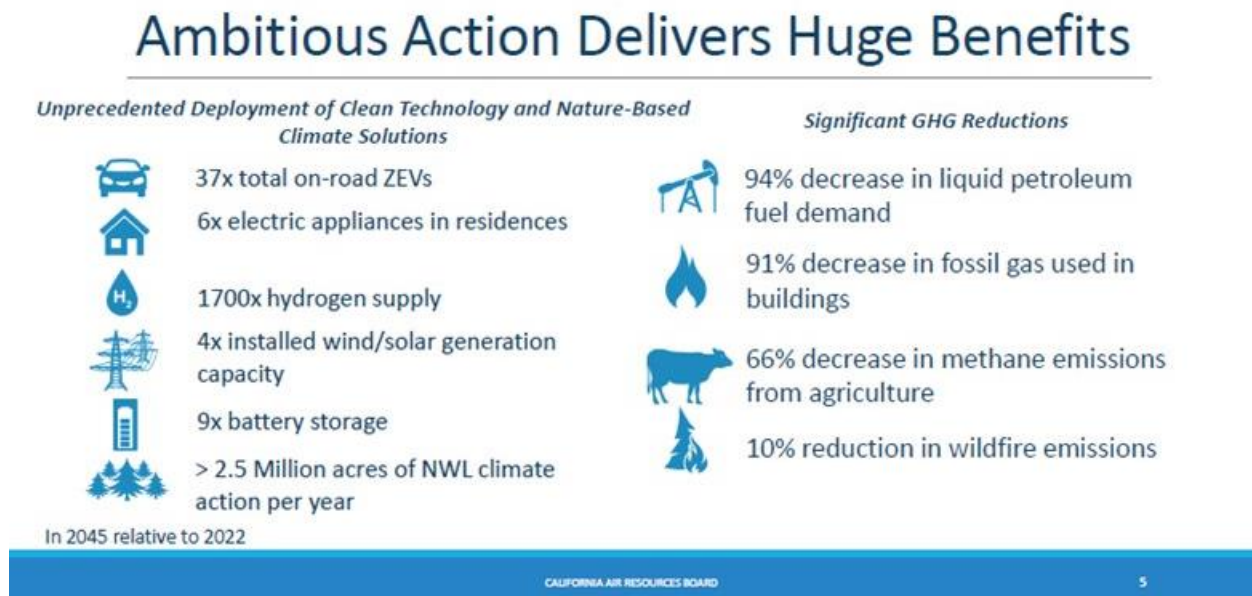 Ambitious Action Delivers Huge Benefits
Unprecedented Deployment of Clean Technology and Nature-Based
Climate Solutions
37x total on-road ZEVs
6x electric appliances in residences
H₂
1700x hydrogen supply
4x installed wind/solar generation
capacity
9x battery storage
> 2.5 Million acres of NWL climate
action per year
In 2045 relative to 2022
Significant GHG Reductions
94% decrease in liquid petroleum
fuel demand
91% decrease in fossil gas used in
buildings
66% decrease in methane emissions
from agriculture
10% reduction in wildfire emissions
CALIFORNIA AIR RESOURCES BOARD
5